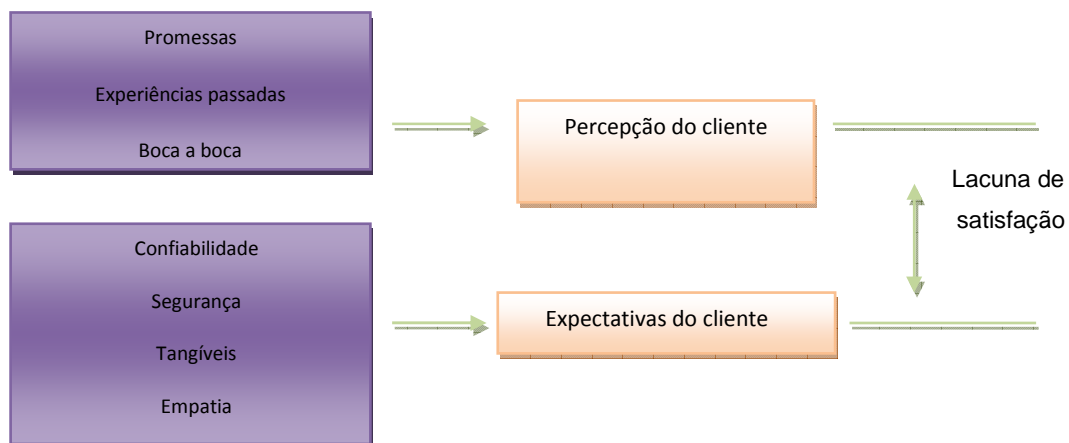 Promessas
Experiências passadas
Boca a boca
Percepção do cliente
Lacuna de
satisfação
Confiabilidade
Segurança
Tangíveis
Empatia
Expectativas do cliente